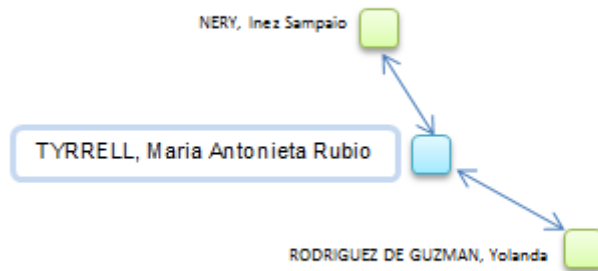 NERY, Inez Sampaio
TYRRELL, Maria Antonieta Rubio
RODRIGUEZ DE GUZMAN, Yolanda